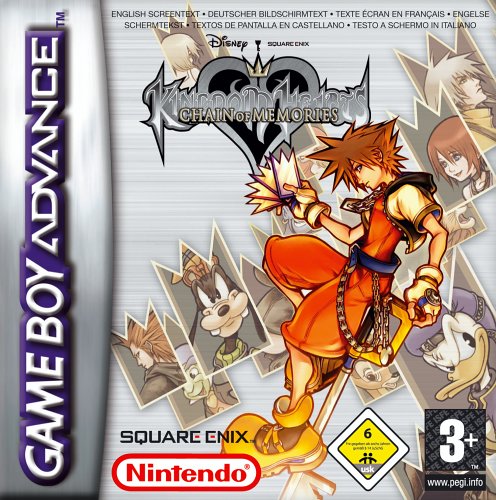 GAME BOY ADVANCE
ENGLISH SCREENTEXT • DEUTSCHER BILDSCHIRMTEXT • TEXTE ÉCRAN EN FRANÇAIS • ENGELSE
SCHERMTEKST • TEXTOS DE PANTALLA EN CASTELLANO • TESTO A SCHERMO IN ITALIANO
Disney SQUARE ENIX
KINGDOM HEARTS
CHAIN OF MEMORIES
SQUARE ENIX
Nintendo
6
usk
3+
www.pegi.info